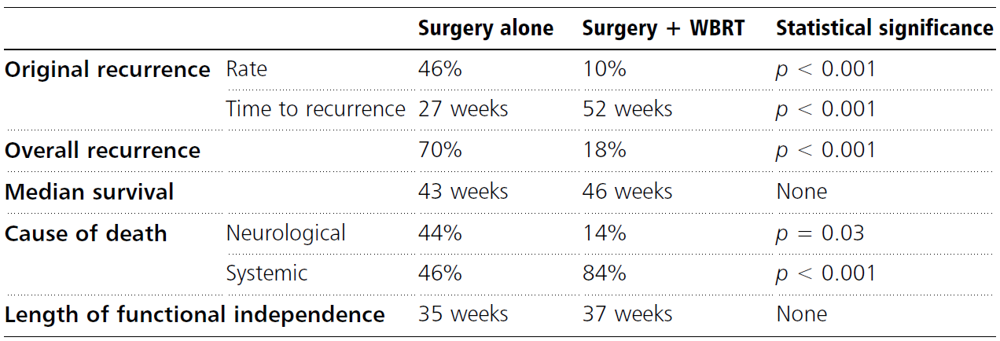 Surgery alone Surgery + WBRT Statistical significance
Original recurrence Rate 46% 10% p < 0.001
Time to recurrence 27 weeks 52 weeks p < 0.001
Overall recurrence 70% 18% p < 0.001
Median survival 43 weeks 46 weeks None
Cause of death Neurological 44% 14% p = 0.03
Systemic 46% 84% p < 0.001
Length of functional independence 35 weeks 37 weeks None